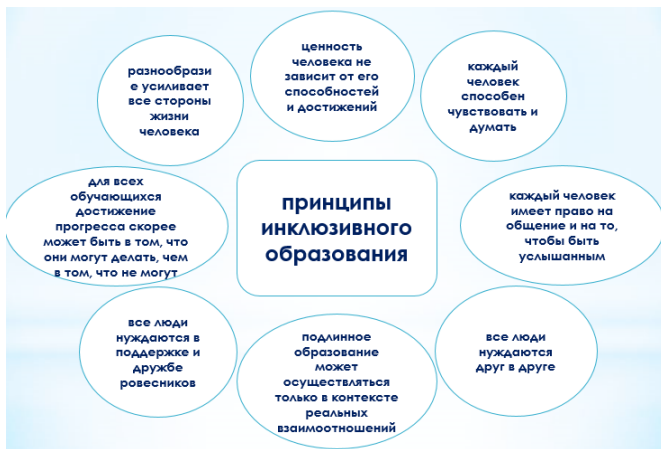 ценность
человека не
зависит от его
способностей
и достижений
каждый
человек
способен
чувствовать и
думать
каждый человек
имеет право на
общение и на то,
чтобы быть
услышанным
все люди
нуждаются
друг в друге
подлинное
образование
может
осуществляться
только в контексте
реальных
взаимоотношений
все люди
нуждаются в
поддержке и
дружбе
ровесников
для всех
обучающихся
достижение
прогресса скорее
может быть в том, что
они могут делать, чем
в том, что не могут
разнообрази
е усиливает
все стороны
жизни
человека
принципы
инклюзивного
образования